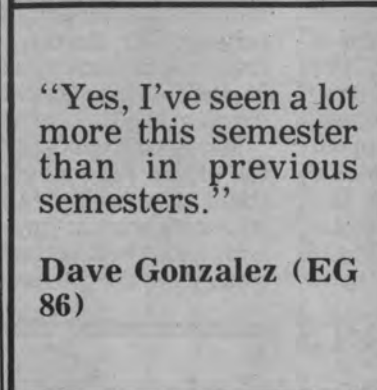 “Yes, I’ve seen a lot
more this semester
than in previous
semesters.”
Dave Gonzalez (EG
86)